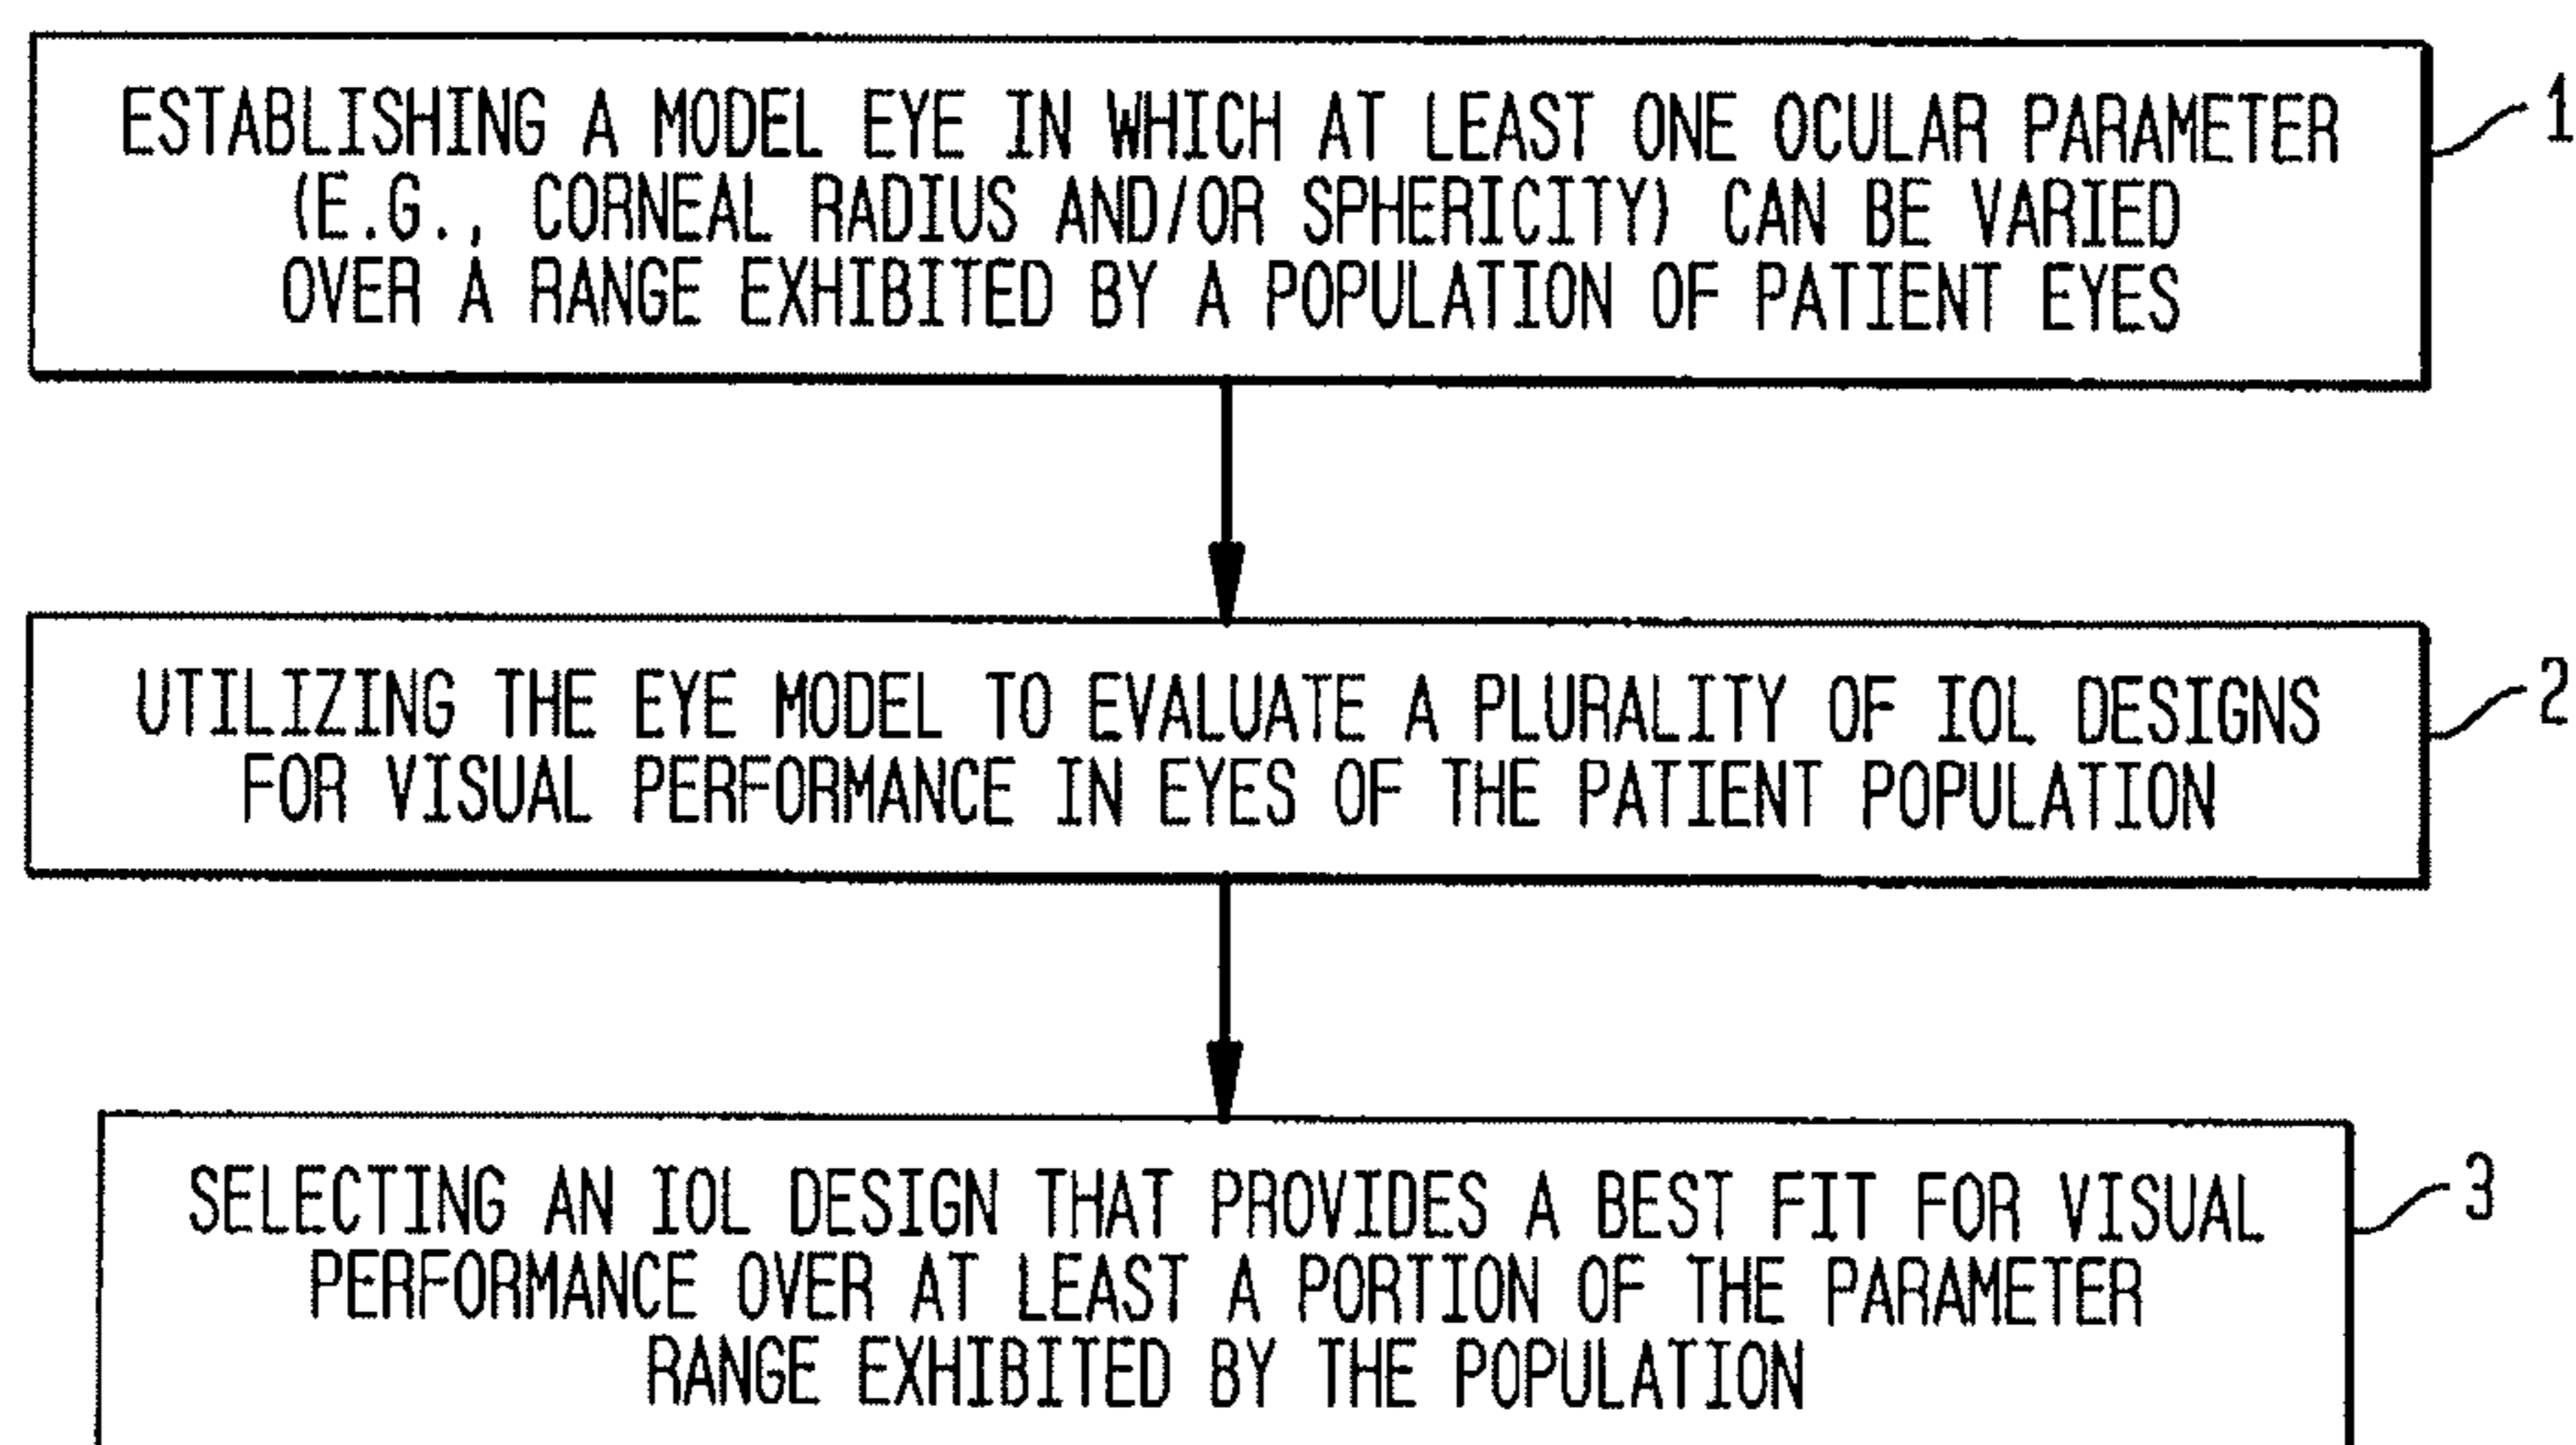 ESTABLISHING A MODEL EYE IN WHICH AT LEAST ONE OCULAR PARAMETER
(E.G., CORNEAL RADIUS AND/OR SPHERICITY) CAN BE VARIED
OVER A RANGE EXHIBITED BY A POPULATION OF PATIENT EYES
1
UTILIZING THE EYE MODEL TO EVALUATE A PLURALITY OF IOL DESIGNS
FOR VISUAL PERFORMANCE IN EYES OF THE PATIENT POPULATION
2
SELECTING AN IOL DESIGN THAT PROVIDES A BEST FIT FOR VISUAL
PERFORMANCE OVER AT LEAST A PORTION OF THE PARAMETER
RANGE EXHIBITED BY THE POPULATION
3